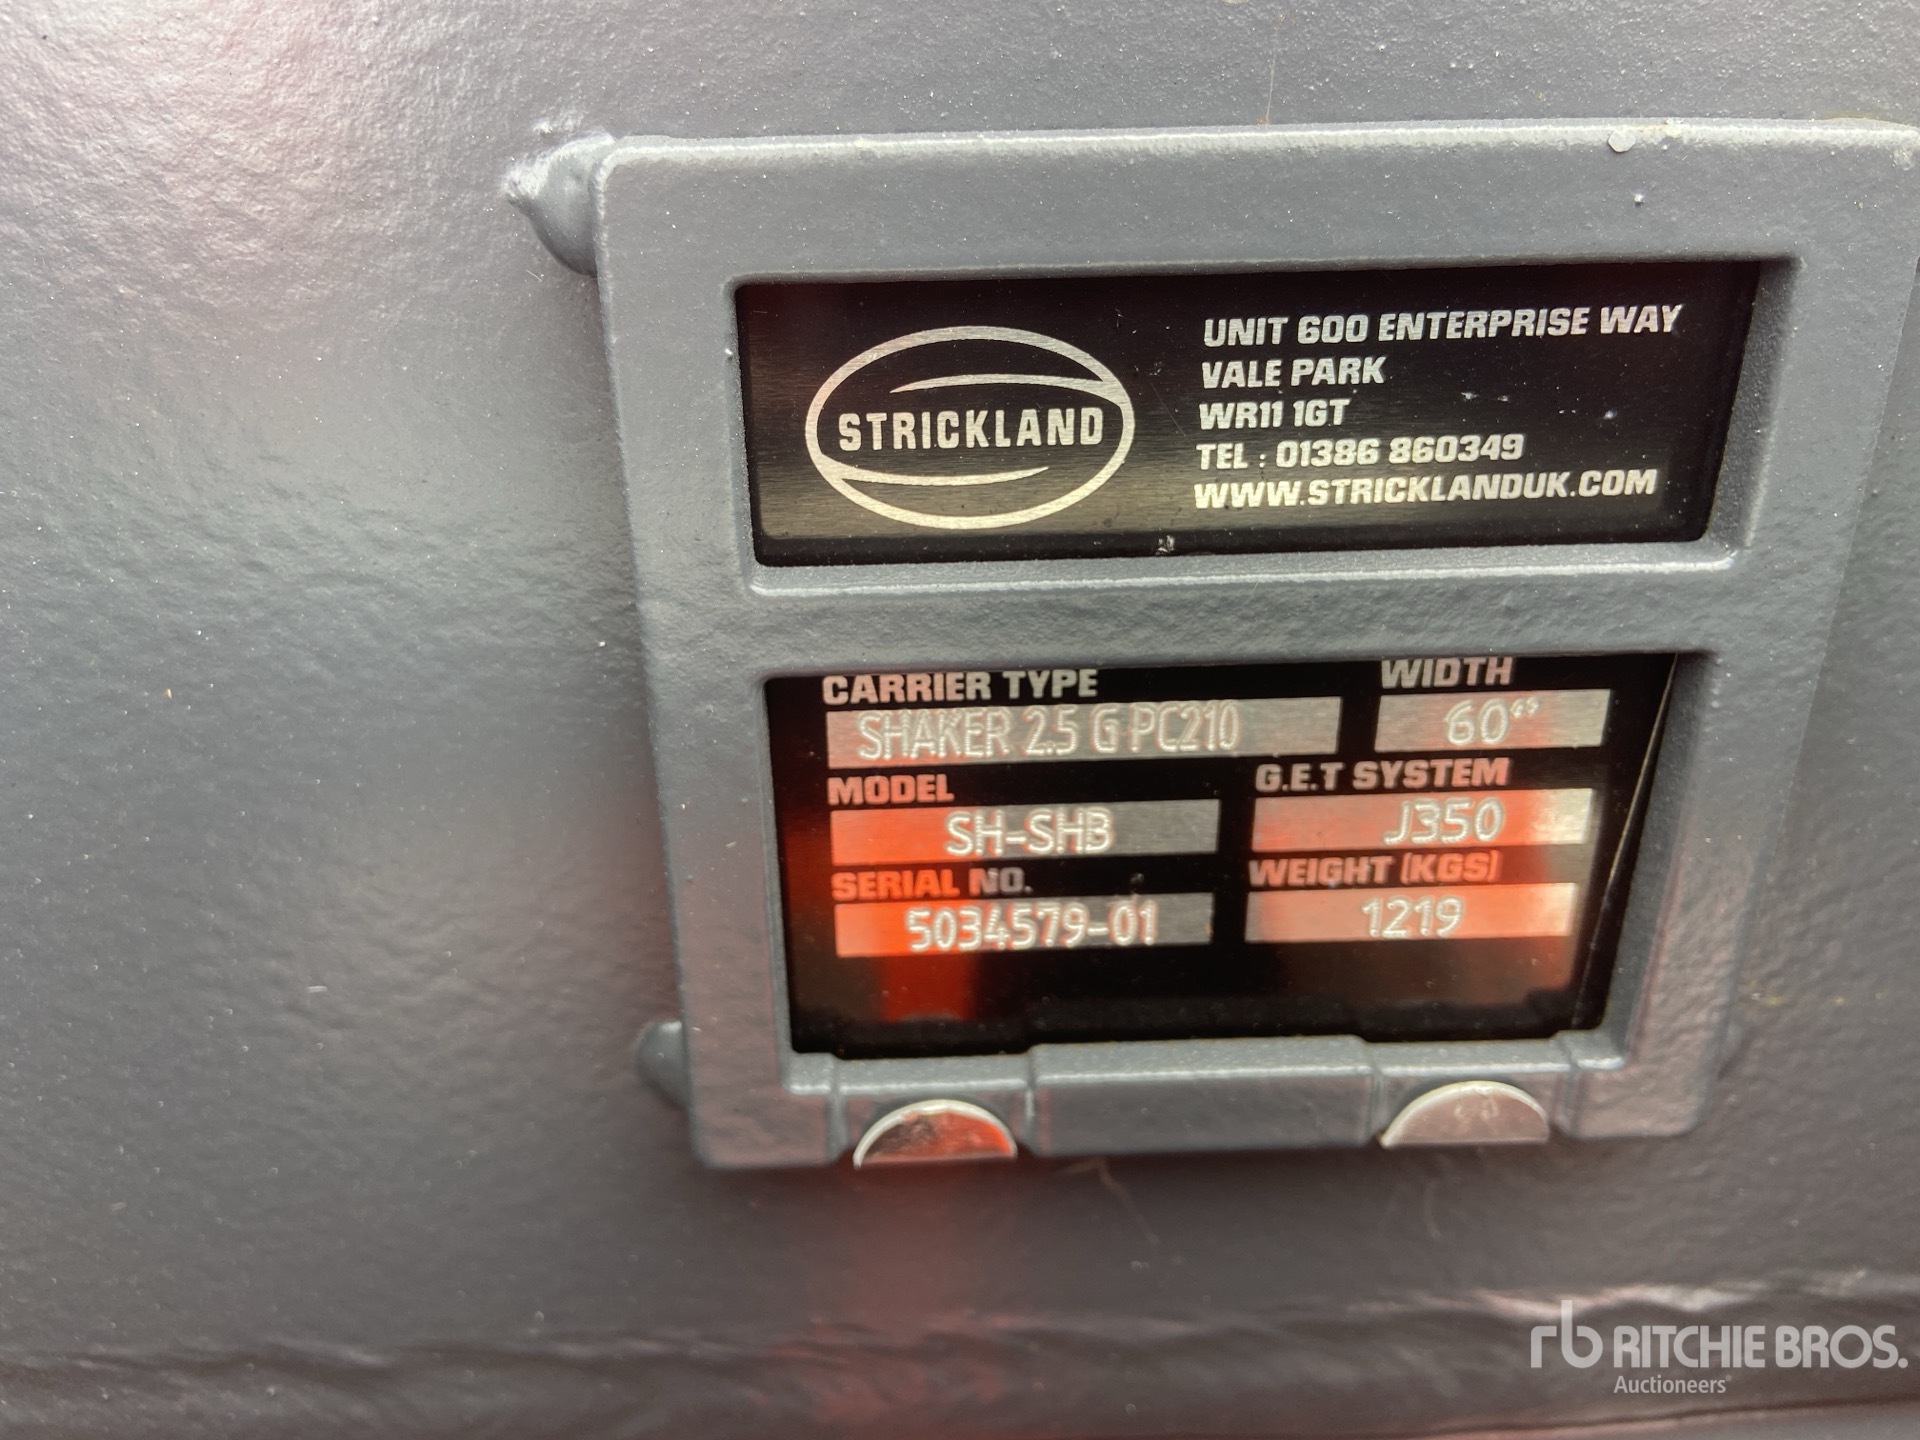 STRICKLAND
UNIT 600 ENTERPRISE WAY
VALE PARK
WR11 1GT
TEL : 01386 860349
WWW.STRICKLANDUK.COM
CARRIER TYPE WIDTH
SHAKER 2.5 G PC210 60"
MODEL G.E.T SYSTEM
SH-SHB J350
SERIAL NO. WEIGHT (KGS)
5034579-01 1219
rb RITCHIE BROS.
Auctioneers